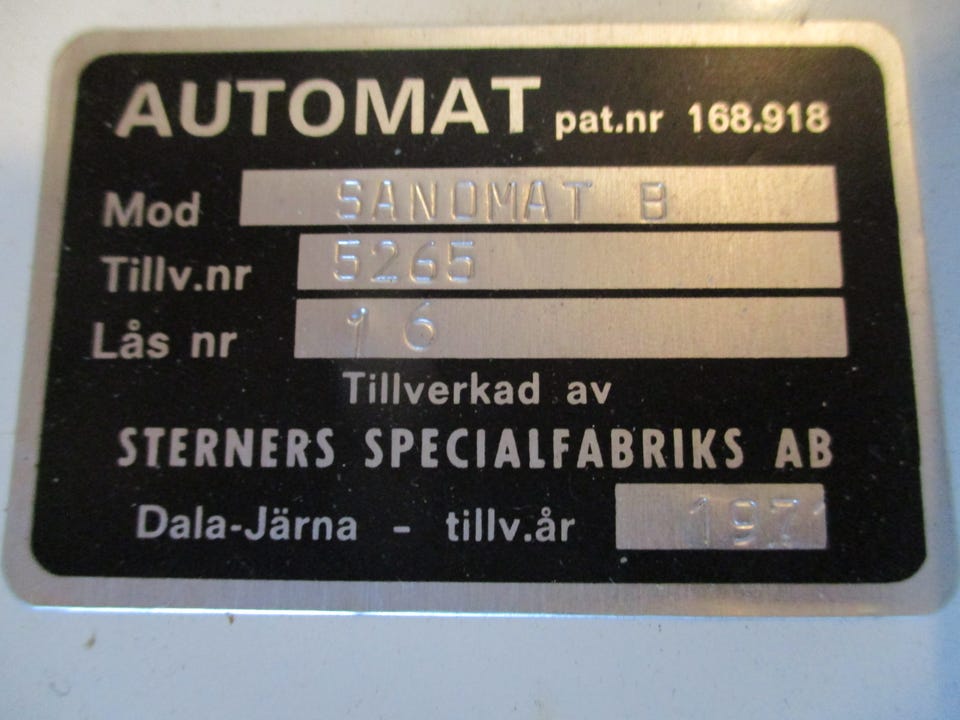 AUTOMAT pat.nr 168.918
Mod SANOMAT B
Tillv.nr 5265
Lås nr 16
Tillverkad av
STERNERS SPECIALFABRIKS AB
Dala-Järna - tillv.år